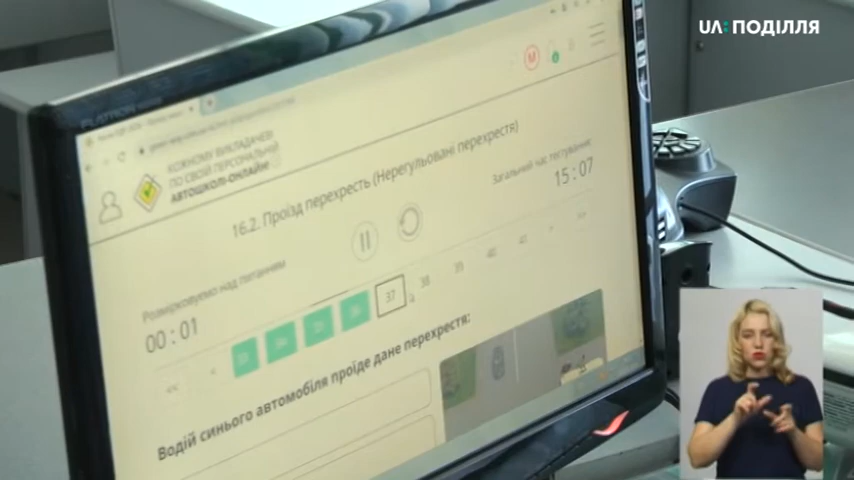 UA: ПОДІЛЛЯ
FLATRON
КОЖНОМУ ВИКЛАДАЧЕВІ
ПО СВОЇЙ ПЕРСОНАЛЬНІЙ
АВТОШКОЛІ-ОНЛАЙН!
16.2. Проїзд перехресть (Нерегульовані перехрестя)
Загальний час тестування:
15 : 07
Розмірковуємо над питанням
00 : 01
37 38 39 40 41
Водій синього автомобіля проїде дане перехрестя: